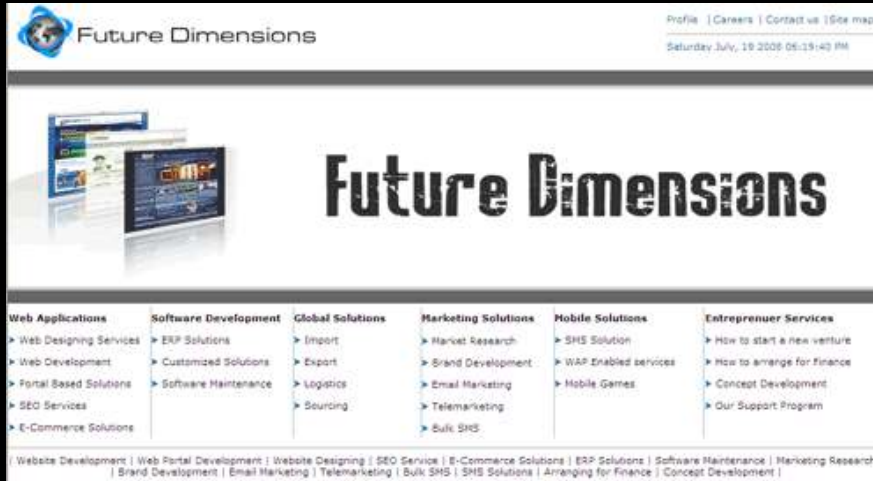 Future Dimensions
Profile | Careers | Contact us | Site map
Saturday July, 19 2008 06:19:40 PM
Future Dimensions
Web Applications
Web Designing Services
Web Development
Portal Based Solutions
SEO Services
E-Commerce Solutions
Software Development
ERP Solutions
Customized Solutions
Software Maintenance
Global Solutions
Import
Export
Logistics
Sourcing
Marketing Solutions
Market Research
Brand Development
Email Marketing
Telemarketing
Bulk SMS
Mobile Solutions
SMS Solution
WAP Enabled services
Mobile Games
Entreprenuer Services
How to start a new venture
How to arrange for Finance
Concept Development
Our Support Program
| Website Development | Web Portal Development | Website Designing | SEO Service | E-Commerce Solutions | ERP Solutions | Software Maintenance | Marketing Research
| Brand Development | Email Marketing | Telemarketing | Bulk SMS | SMS Solutions | Arranging for Finance | Concept Development |